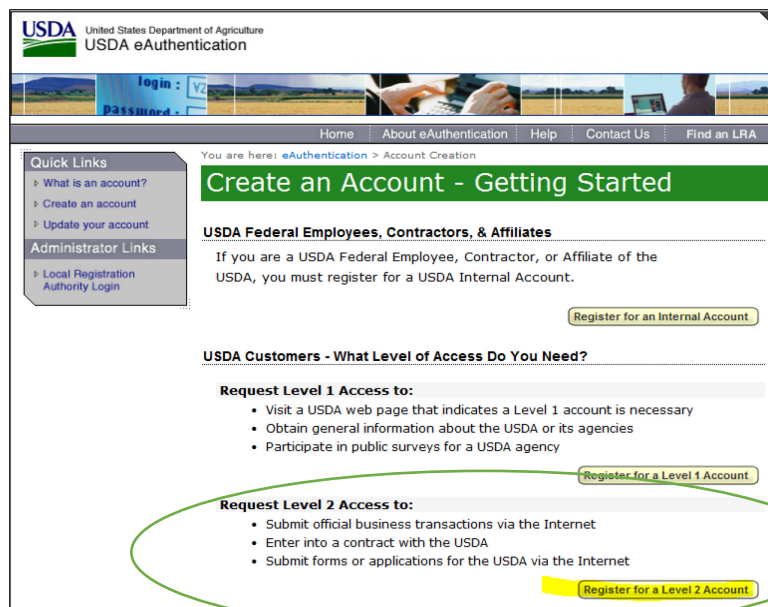 USDA United States Department of Agriculture
USDA eAuthentication
login :
password :
Home About eAuthentication Help Contact Us Find an LRA
Quick Links
What is an account?
Create an account
Update your account
Administrator Links
Local Registration
Authority Login
You are here: eAuthentication > Account Creation
Create an Account - Getting Started
USDA Federal Employees, Contractors, & Affiliates
If you are a USDA Federal Employee, Contractor, or Affiliate of the
USDA, you must register for a USDA Internal Account.
Register for an Internal Account
USDA Customers - What Level of Access Do You Need?
Request Level 1 Access to:
• Visit a USDA web page that indicates a Level 1 account is necessary
• Obtain general information about the USDA or its agencies
• Participate in public surveys for a USDA agency
Register for a Level 1 Account
Request Level 2 Access to:
• Submit official business transactions via the Internet
• Enter into a contract with the USDA
• Submit forms or applications for the USDA via the Internet
Register for a Level 2 Account